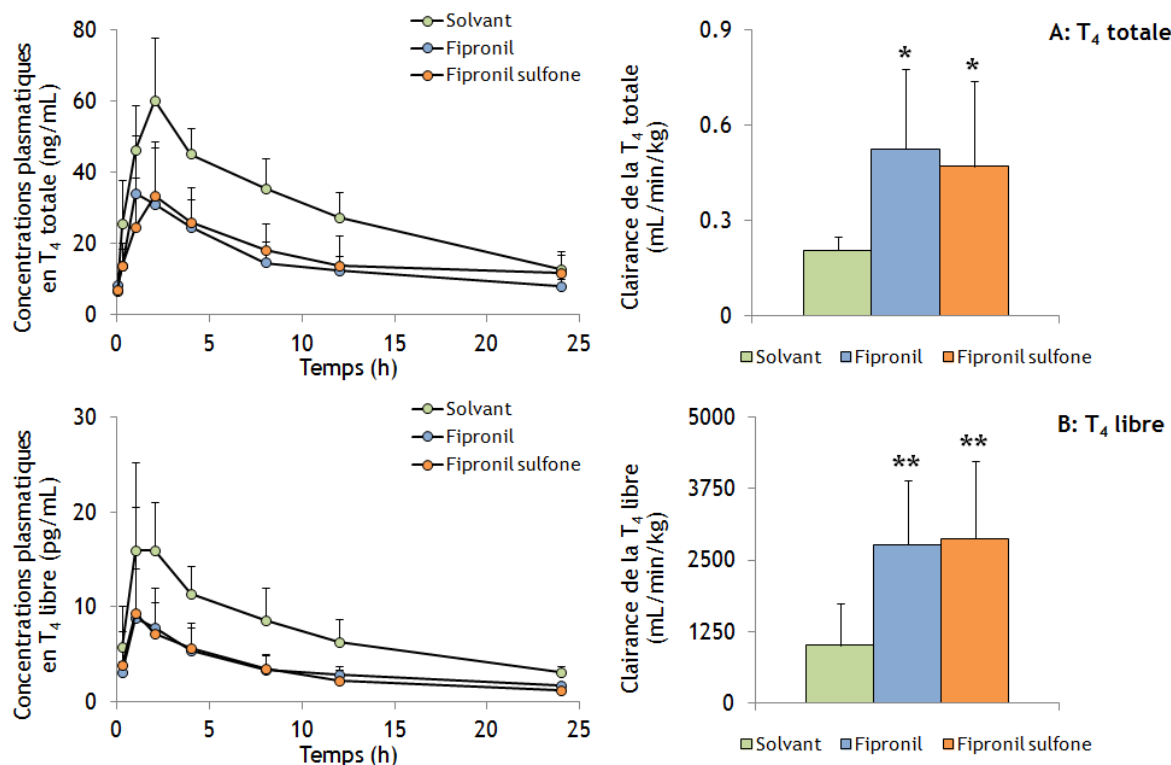 Concentrations plasmatiques
en T₄ totale (ng/mL)
80
60
40
20
0
0
5
10
15
20
25
Temps (h)
Solvant
Fipronil
Fipronil sulfone
A: T₄ totale
Clairance de la T₄ totale
(mL/min/kg)
0.9
0.6
0.3
0
*
*
Solvant
Fipronil
Fipronil sulfone
Concentrations plasmatiques
en T₄ libre (pg/mL)
30
20
10
0
0
5
10
15
20
25
Temps (h)
Solvant
Fipronil
Fipronil sulfone
B: T₄ libre
Clairance de la T₄ libre
(mL/min/kg)
5000
3750
2500
1250
0
**
**
Solvant
Fipronil
Fipronil sulfone